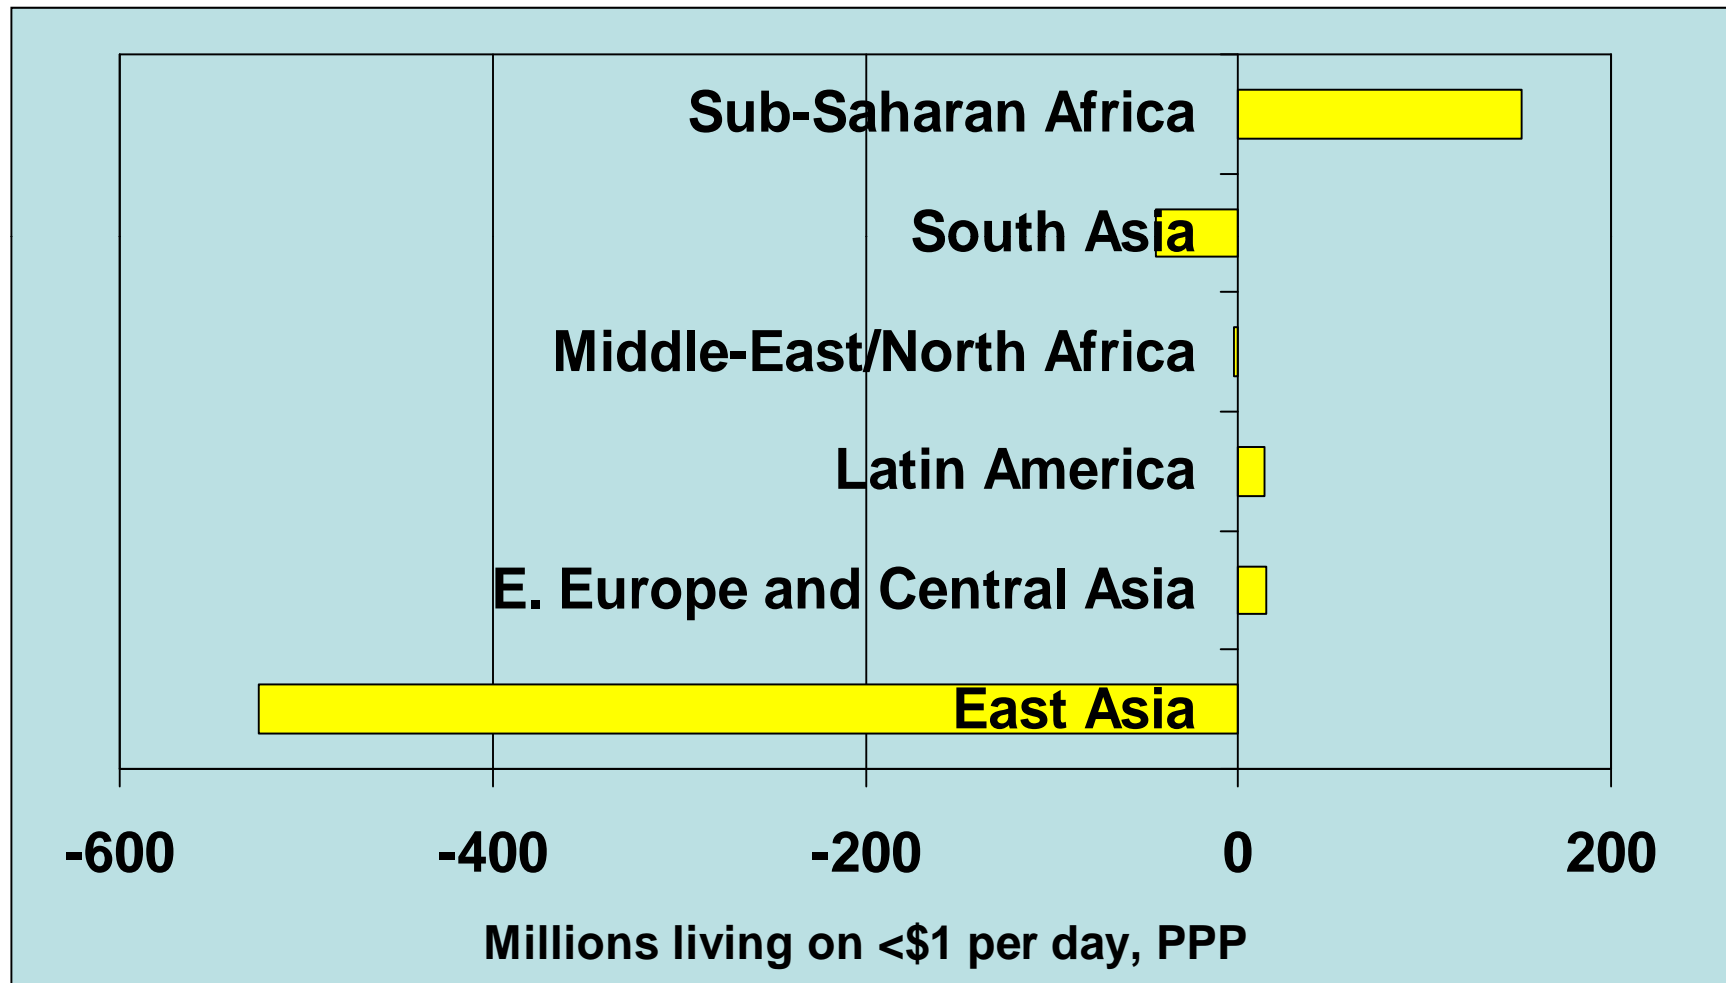 Sub-Saharan Africa
South Asia
Middle-East/North Africa
Latin America
E. Europe and Central Asia
East Asia
-600 -400 -200 0 200
Millions living on <$1 per day, PPP